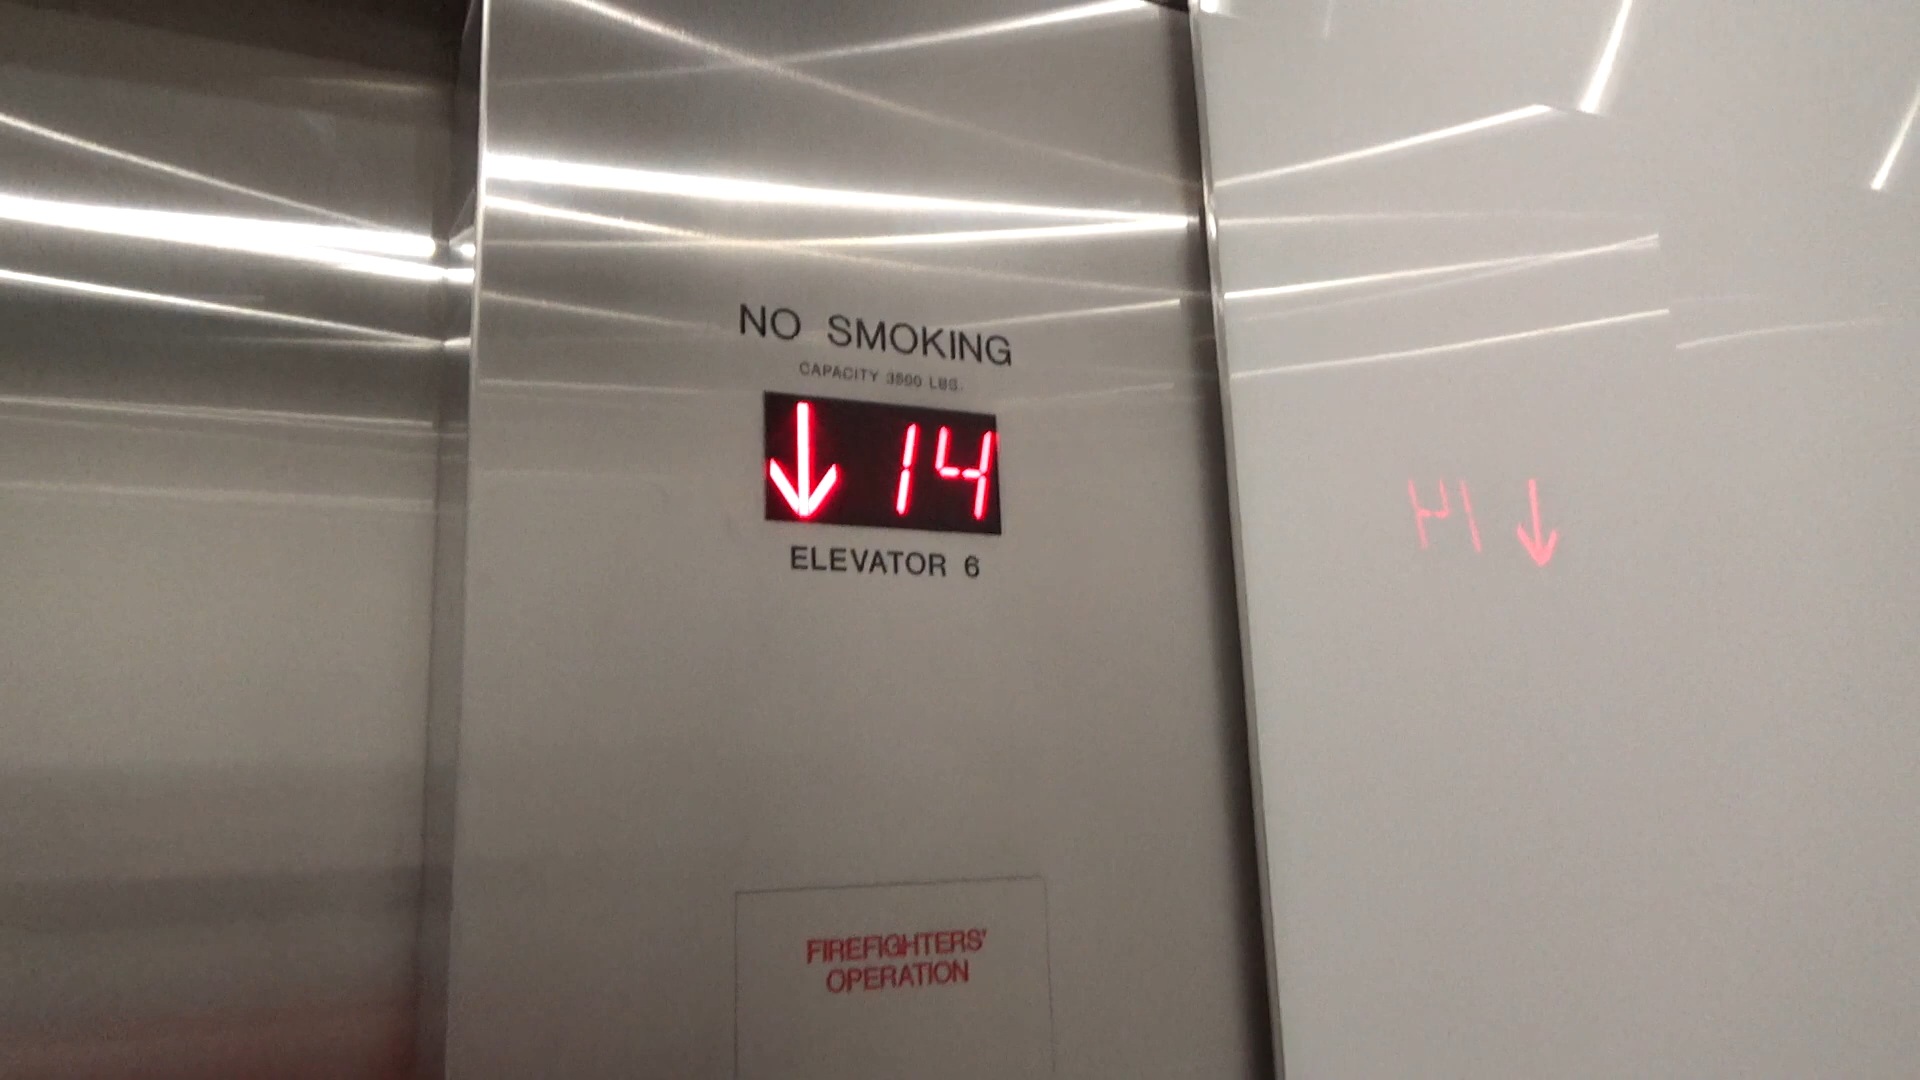 NO SMOKING
CAPACITY 3500 LBS.
↓ 14
ELEVATOR 6
FIREFIGHTERS'
OPERATION